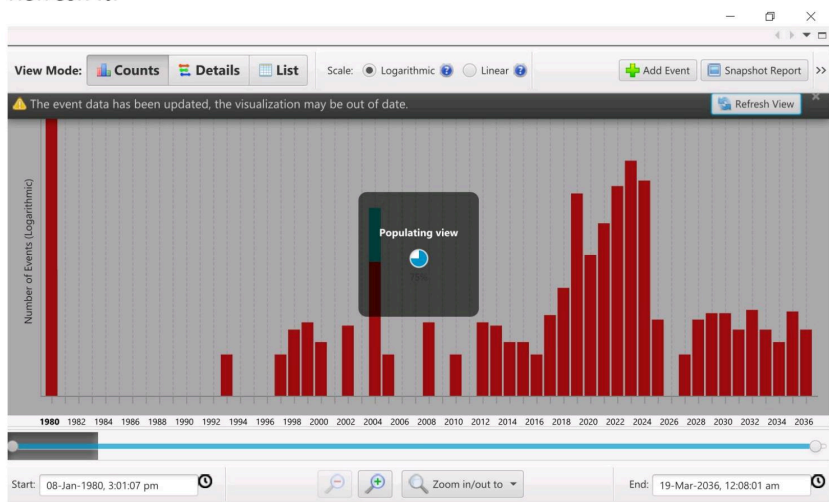 View Mode: Counts Details List Scale: Logarithmic Linear Add Event Snapshot Report >>
The event data has been updated, the visualization may be out of date. Refresh View
Number of Events (Logarithmic)
Populating view
78%
1980 1982 1984 1986 1988 1990 1992 1994 1996 1998 2000 2002 2004 2006 2008 2010 2012 2014 2016 2018 2020 2022 2024 2026 2028 2030 2032 2034 2036
Start: 08-Jan-1980, 3:01:07 pm Zoom in/out to End: 19-Mar-2036, 12:08:01 am